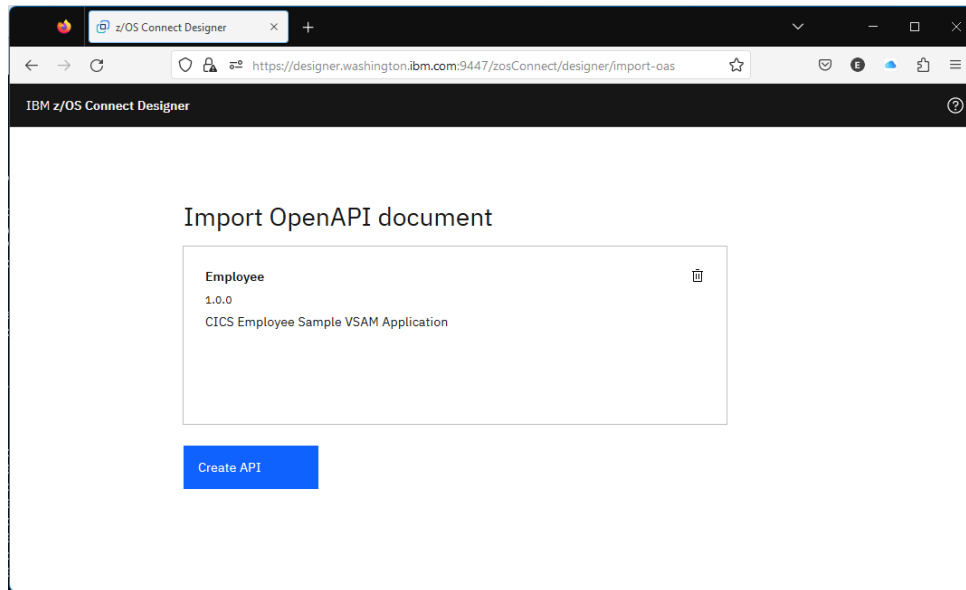 z/OS Connect Designer
https://designer.washington.ibm.com:9447/zosConnect/designer/import-oas
E
IBM z/OS Connect Designer
Import OpenAPI document
Employee
1.0.0
CICS Employee Sample VSAM Application
Create API